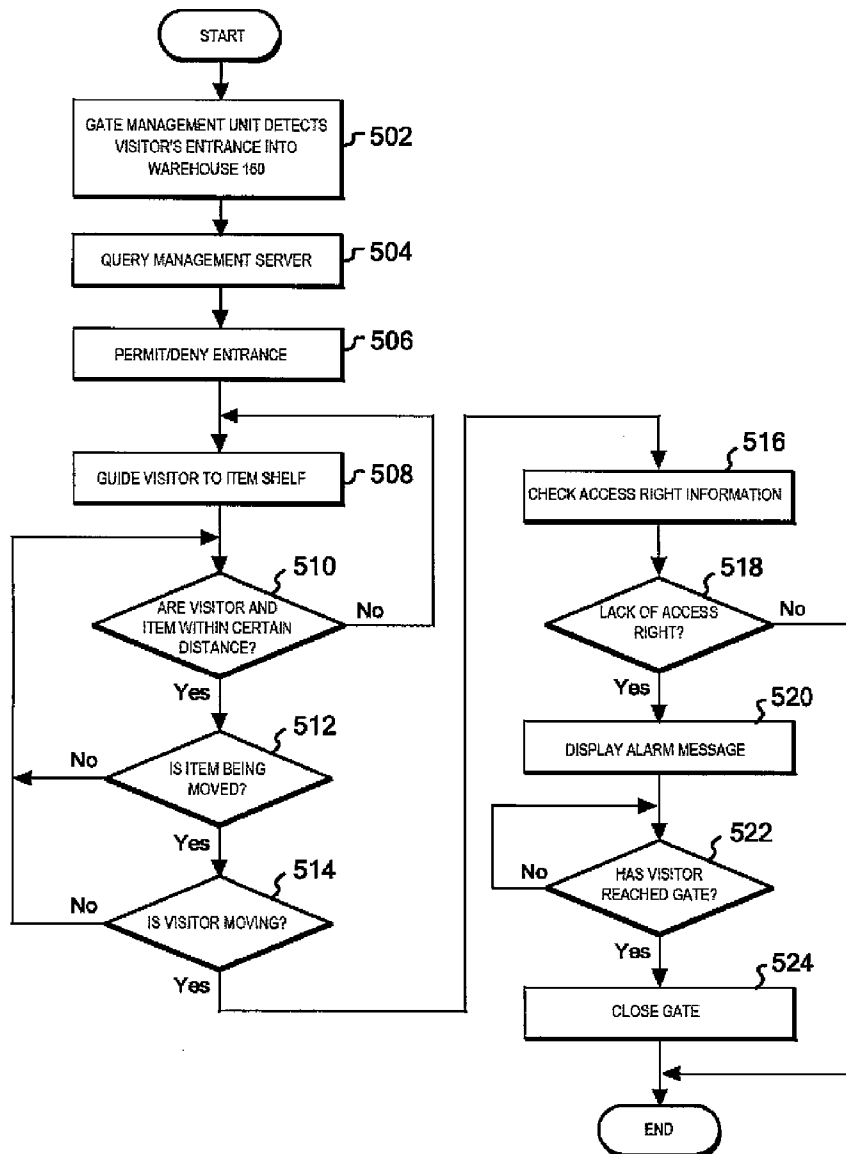 START
GATE MANAGEMENT UNIT DETECTS
VISITOR'S ENTRANCE INTO
WAREHOUSE 160
502
QUERY MANAGEMENT SERVER
504
PERMIT/DENY ENTRANCE
506
GUIDE VISITOR TO ITEM SHELF
508
510
ARE VISITOR AND
ITEM WITHIN CERTAIN
DISTANCE?
No
Yes
512
IS ITEM BEING
MOVED?
No
Yes
514
IS VISITOR MOVING?
No
Yes
516
CHECK ACCESS RIGHT INFORMATION
518
LACK OF ACCESS
RIGHT?
No
Yes
520
DISPLAY ALARM MESSAGE
522
HAS VISITOR
REACHED GATE?
No
Yes
524
CLOSE GATE
END